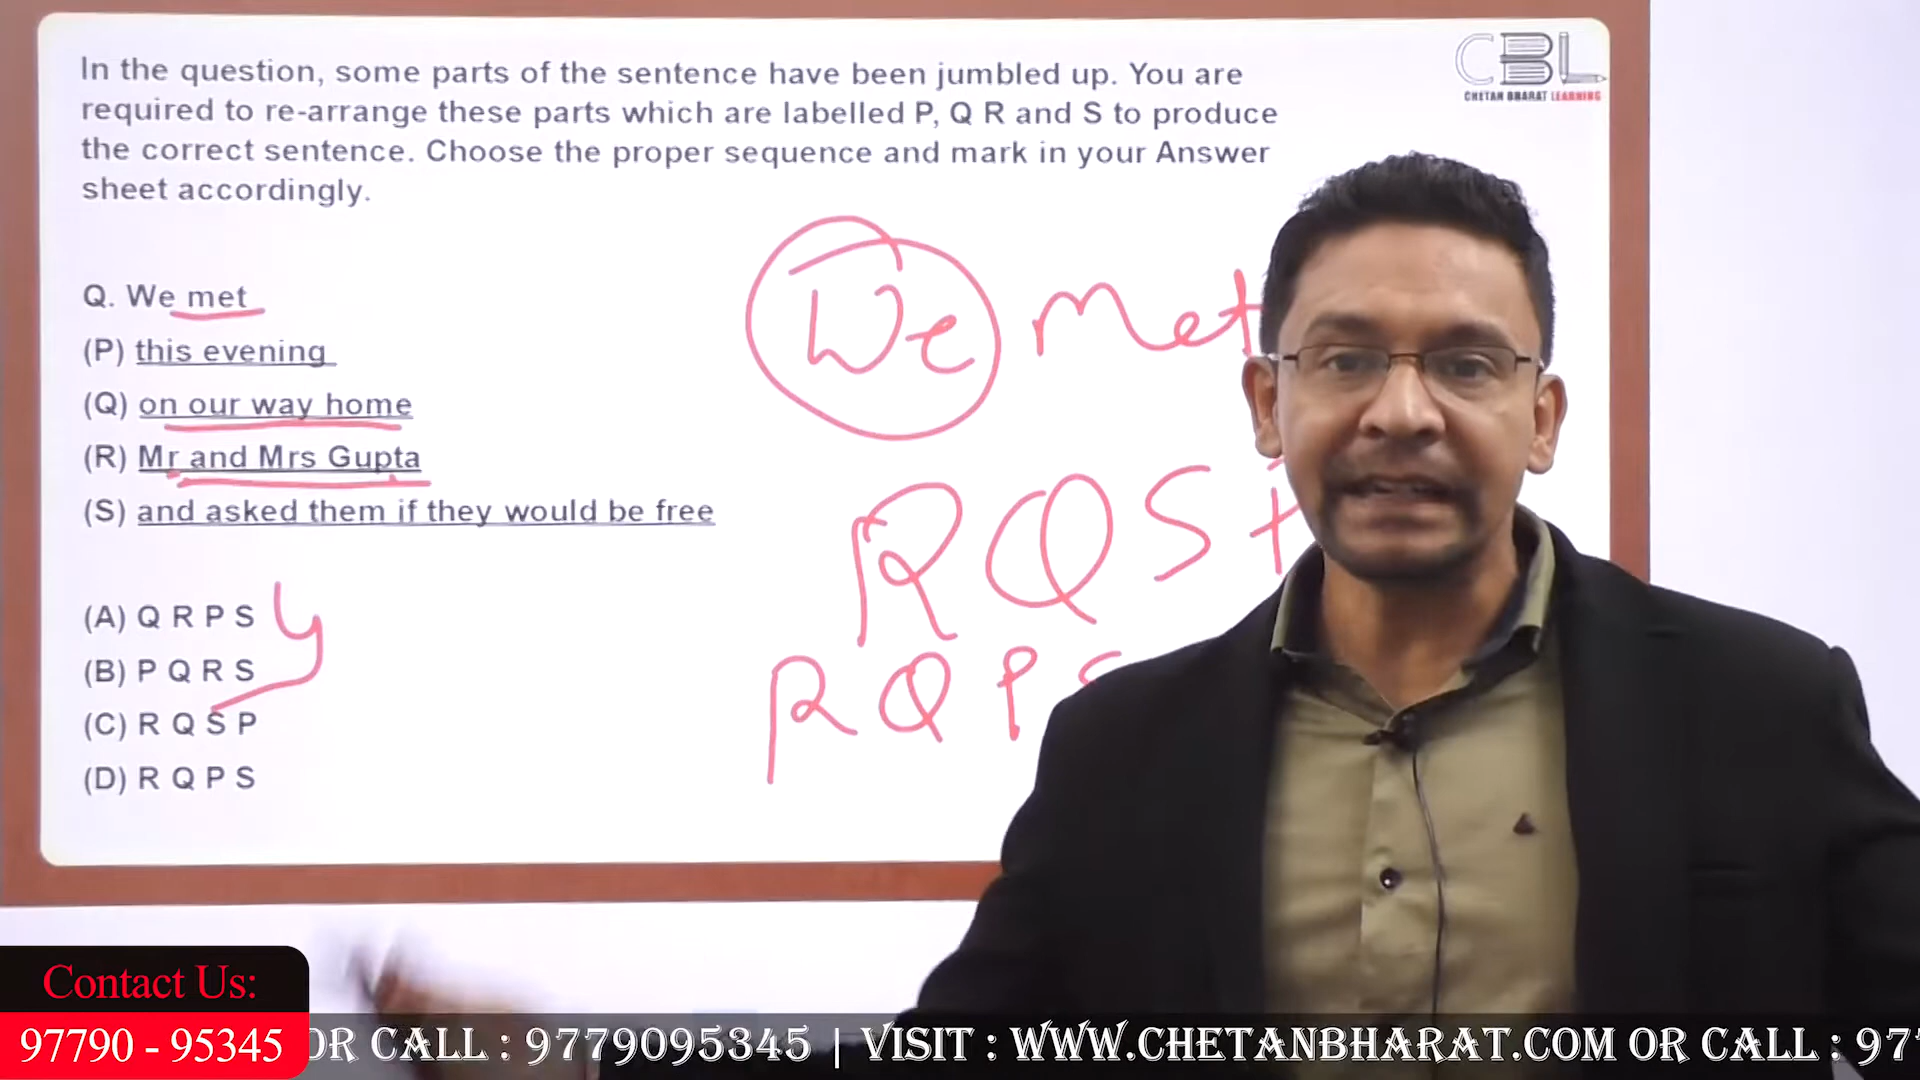 In the question, some parts of the sentence have been jumbled up. You are
required to re-arrange these parts which are labelled P, Q R and S to produce
the correct sentence. Choose the proper sequence and mark in your Answer
sheet accordingly.
CBL
CHETAN BHARAT LEARNING
Q. We met
We met
(P) this evening
(Q) on our way home
(R) Mr and Mrs Gupta
(S) and asked them if they would be free
R Q S
(A) Q R P S
(B) P Q R S
R Q P S
(C) R Q S P
(D) R Q P S
Contact Us:
97790 - 95345
OR CALL : 9779095345 | VISIT : WWW.CHETANBHARAT.COM OR CALL : 97